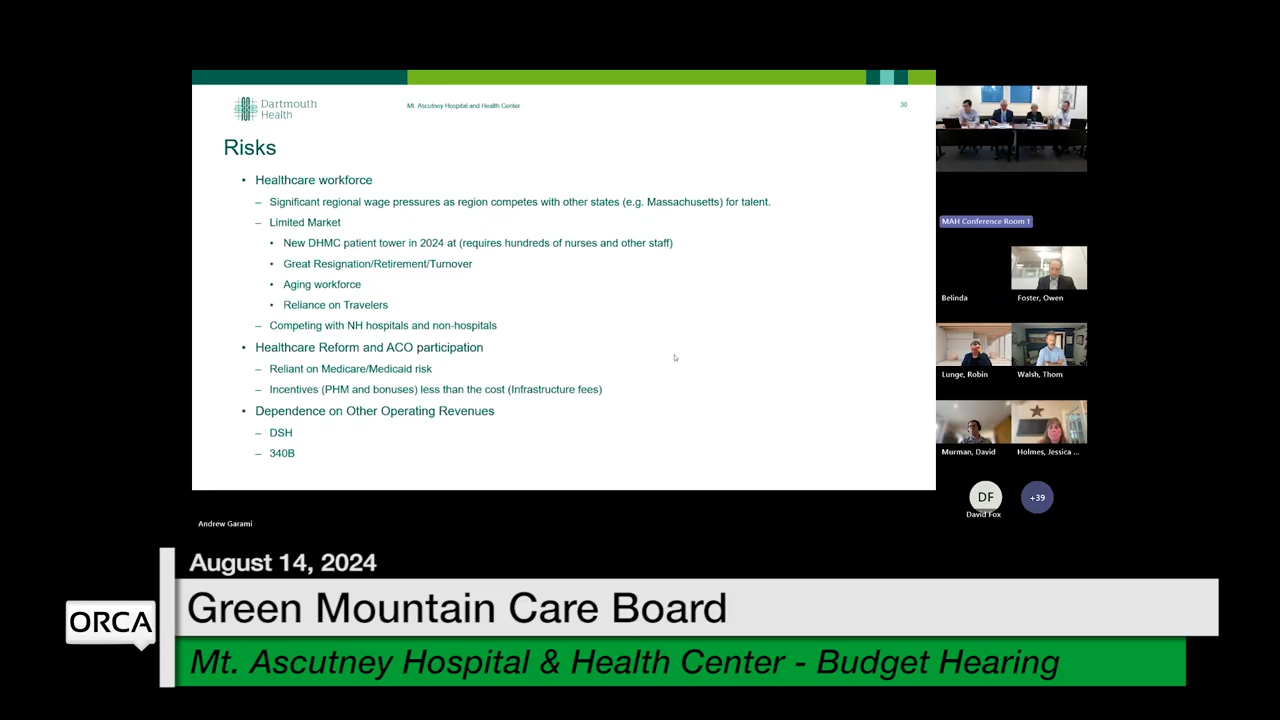 Dartmouth
Health
Mt. Ascutney Hospital and Health Center
30
Risks
• Healthcare workforce
– Significant regional wage pressures as region competes with other states (e.g. Massachusetts) for talent.
– Limited Market
• New DHMC patient tower in 2024 at (requires hundreds of nurses and other staff)
• Great Resignation/Retirement/Turnover
• Aging workforce
• Reliance on Travelers
– Competing with NH hospitals and non-hospitals
• Healthcare Reform and ACO participation
– Reliant on Medicare/Medicaid risk
– Incentives (PHM and bonuses) less than the cost (Infrastructure fees)
• Dependence on Other Operating Revenues
– DSH
– 340B
MAH Conference Room 1
Belinda
Foster, Owen
Lunge, Robin
Walsh, Thom
Murman, David
Holmes, Jessica ...
DF
+39
David Fox
Andrew Garami
August 14, 2024
ORCA
Green Mountain Care Board
Mt. Ascutney Hospital & Health Center - Budget Hearing